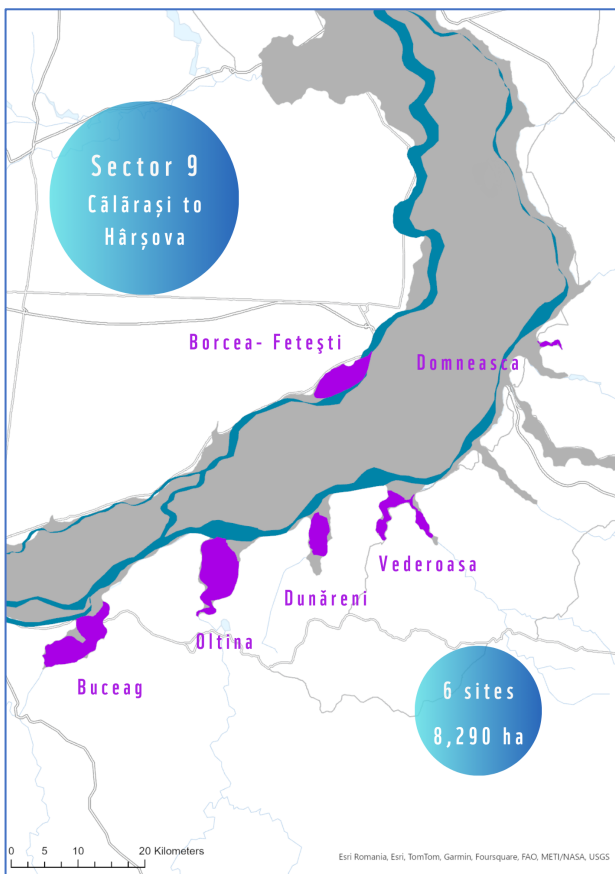 Sector 9
Călărași to
Hârșova
Borcea- Feteşti
Domneasca
Vederoasa
Dunăreni
Oltina
Buceag
6 sites
8,290 ha
0 5 10 20 Kilometers
Esri Romania, Esri, TomTom, Garmin, Foursquare, FAO, METI/NASA, USGS